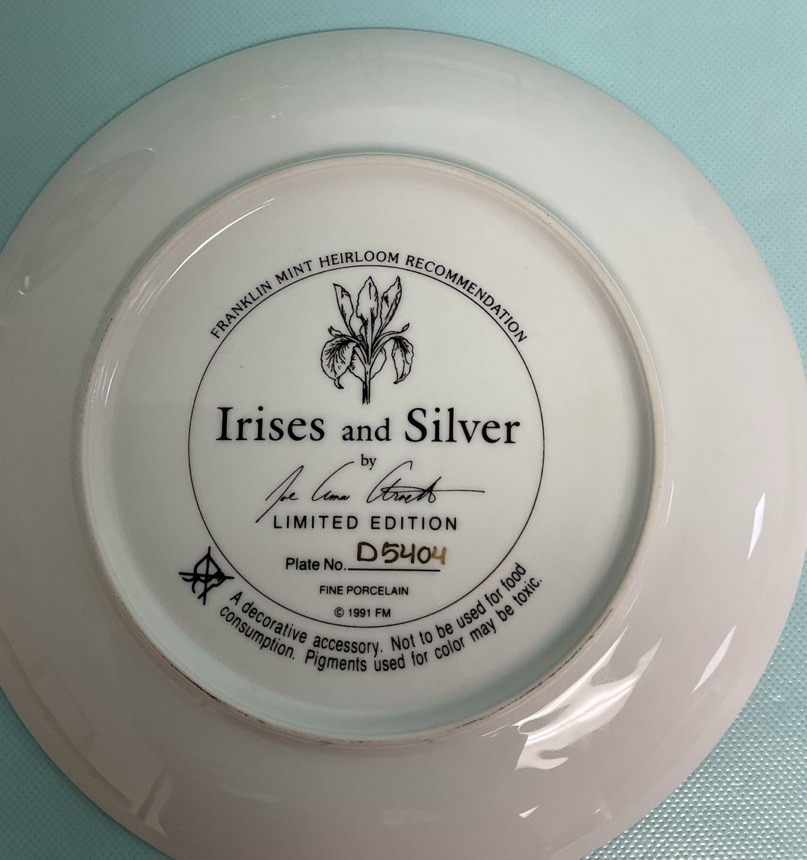 FRANKLIN MINT HEIRLOOM RECOMMENDATION
Irises and Silver
by
LIMITED EDITION
Plate No. D5404
FINE PORCELAIN
© 1991 FM
A decorative accessory. Not to be used for food
consumption. Pigments used for color may be toxic.